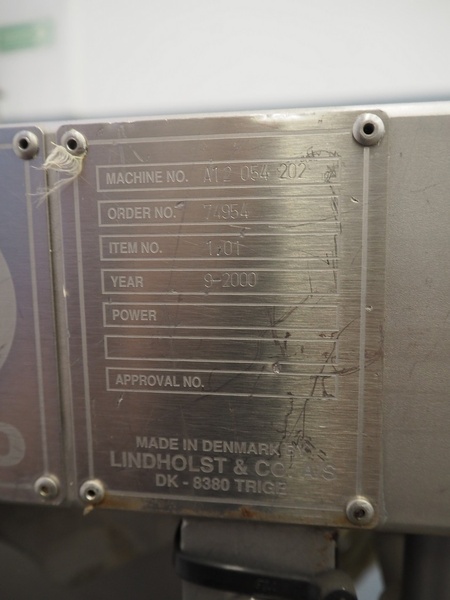 MACHINE NO. A12 054 202
ORDER NO. 74954
ITEM NO. 1.01
YEAR 9-2000
POWER
APPROVAL NO.
MADE IN DENMARK
LINDHOLST & CO. A/S
DK - 8380 TRIGE